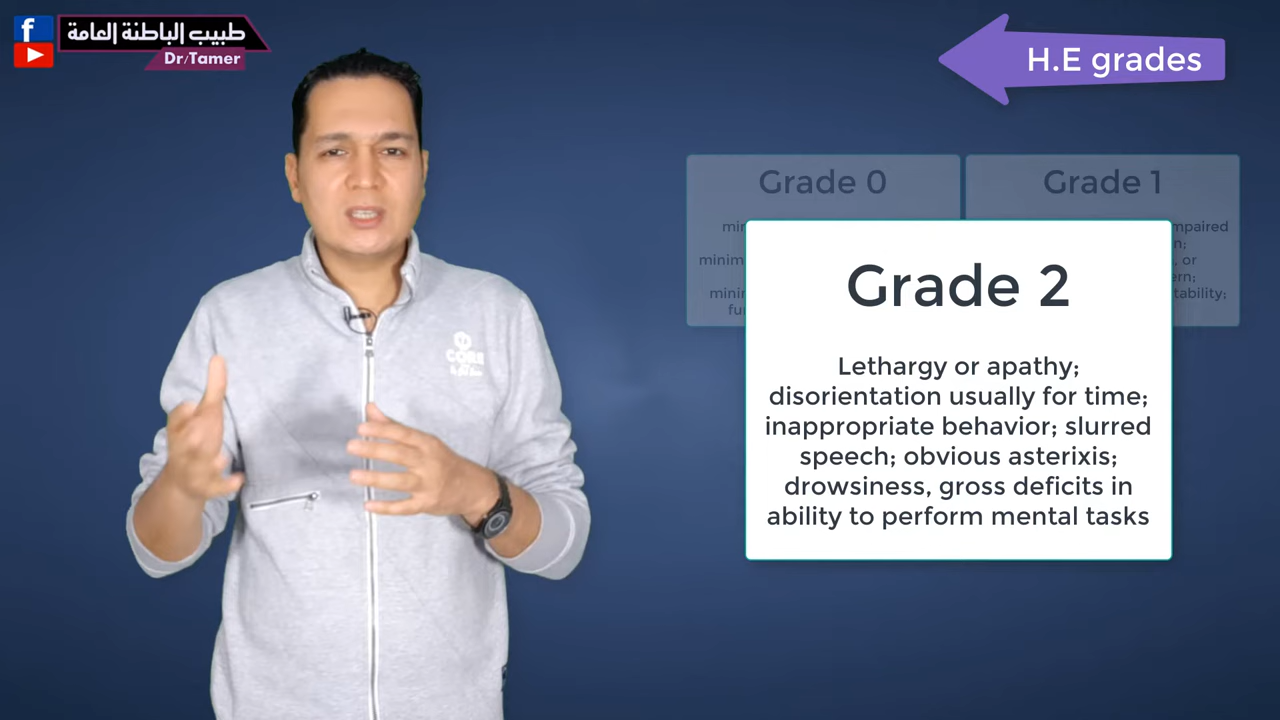 طبيب الباطنة العامة
Dr/Tamer
H.E grades
Grade 0
Grade 1
Grade 2
Lethargy or apathy;
disorientation usually for time;
inappropriate behavior; slurred
speech; obvious asterixis;
drowsiness, gross deficits in
ability to perform mental tasks
CORE